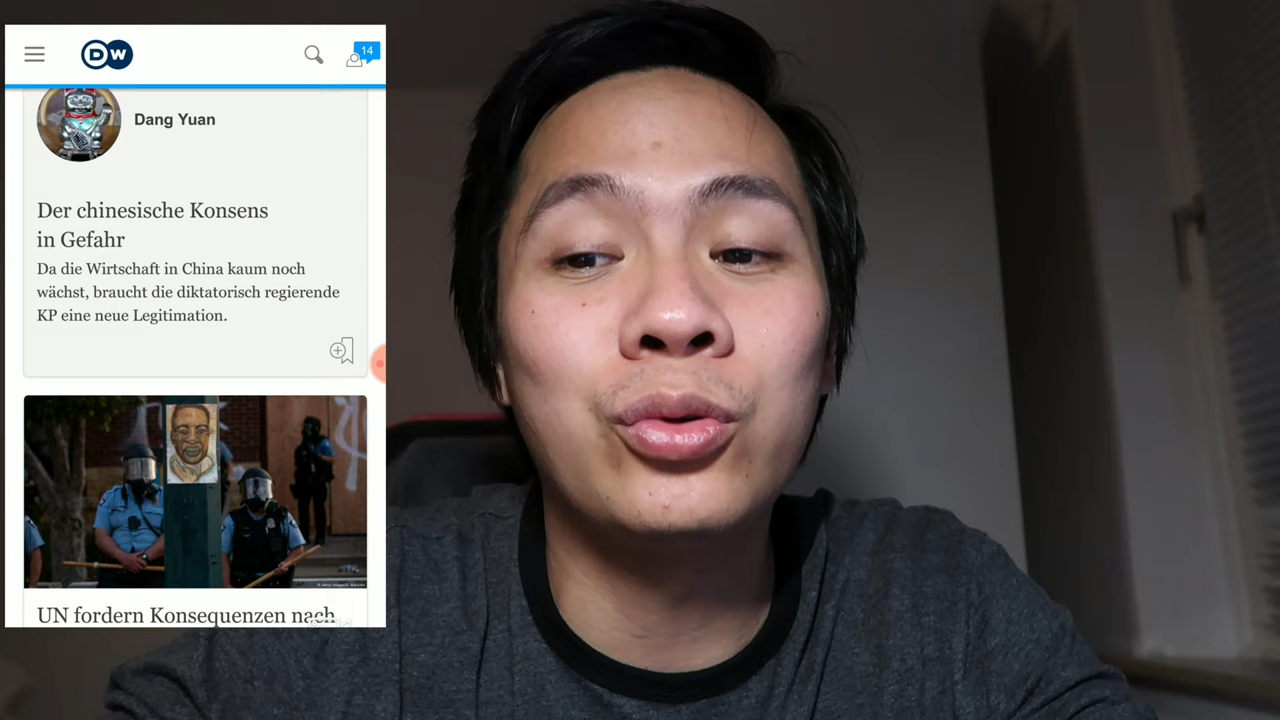 DW
14
Dang Yuan
Der chinesische Konsens
in Gefahr
Da die Wirtschaft in China kaum noch
wächst, braucht die diktatorisch regierende
KP eine neue Legitimation.
UN fordern Konsequenzen nach